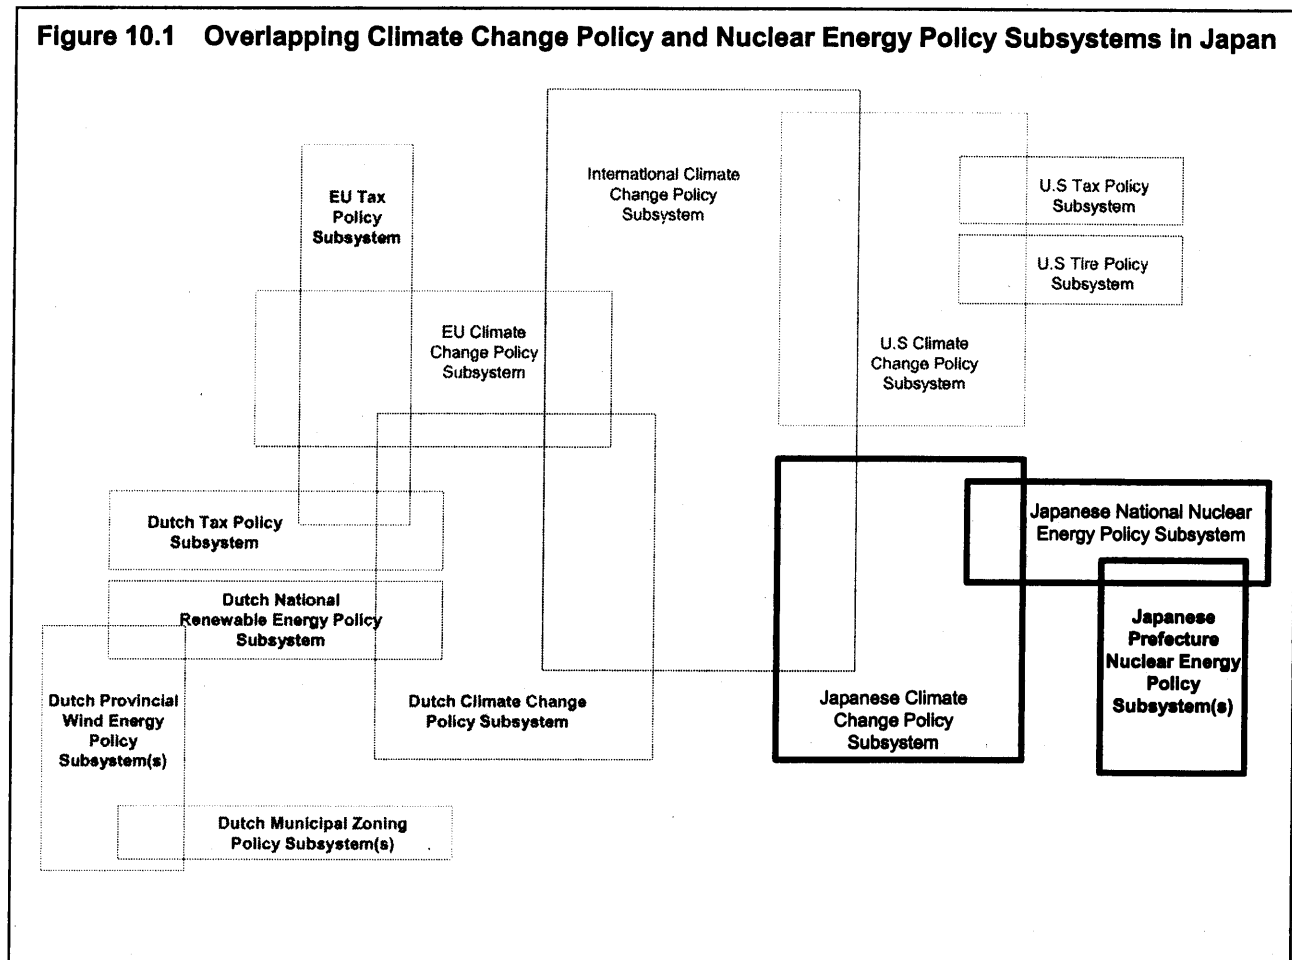 Figure 10.1 Overlapping Climate Change Policy and Nuclear Energy Policy Subsystems in Japan
International Climate
Change Policy
Subsystem
EU Tax
Policy
Subsystem
U.S Tax Policy
Subsystem
U.S Tire Policy
Subsystem
EU Climate
Change Policy
Subsystem
U.S Climate
Change Policy
Subsystem
Dutch Tax Policy
Subsystem
Japanese National Nuclear
Energy Policy Subsystem
Dutch National
Renewable Energy Policy
Subsystem
Japanese
Prefecture
Nuclear Energy
Policy
Subsystem(s)
Dutch Provincial
Wind Energy
Policy
Subsystem(s)
Dutch Climate Change
Policy Subsystem
Japanese Climate
Change Policy
Subsystem
Dutch Municipal Zoning
Policy Subsystem(s)